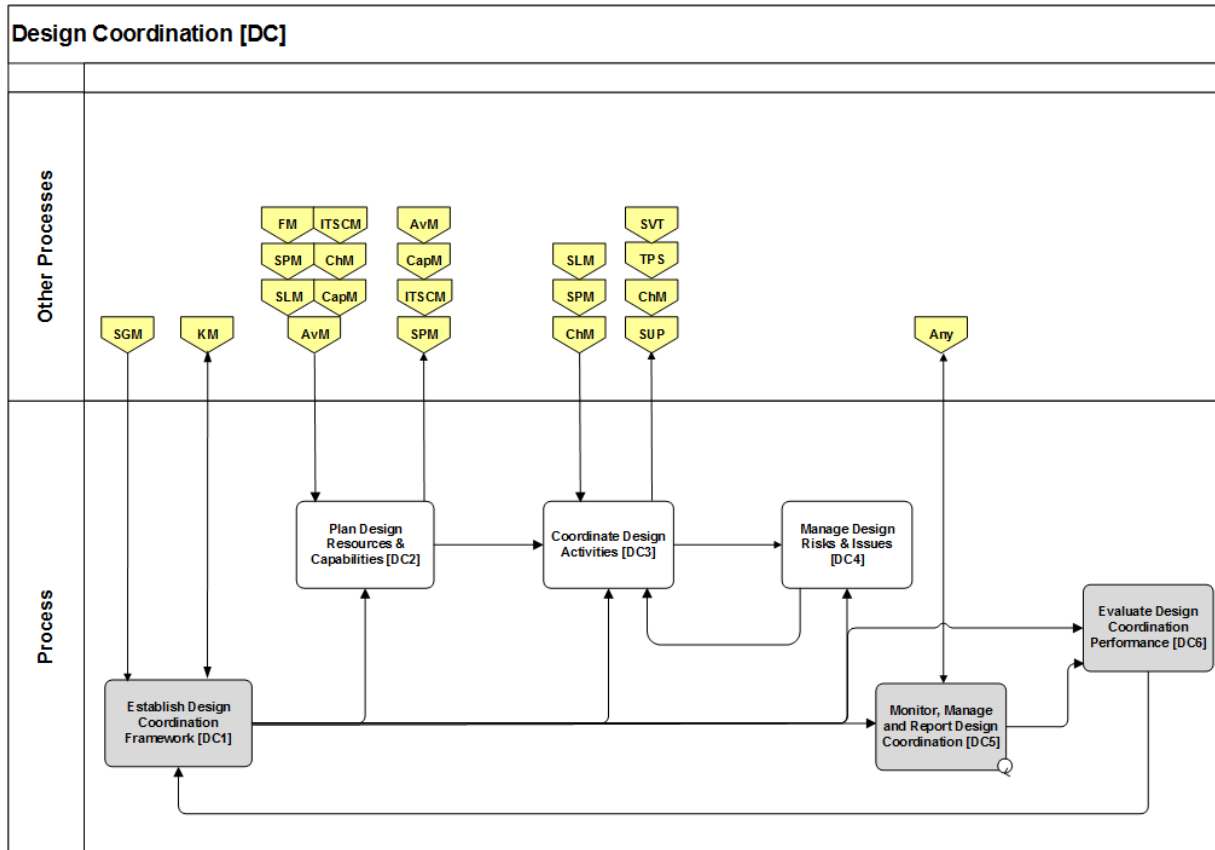 Design Coordination [DC]
Other Processes
FM
ITSCM
AvM
SVT
SPM
ChM
CapM
SLM
TPS
SLM
CapM
ITSCM
SPM
ChM
SGM
KM
AvM
SPM
ChM
SUP
Any
Process
Plan Design
Resources &
Capabilities [DC2]
Coordinate Design
Activities [DC3]
Manage Design
Risks & Issues
[DC4]
Evaluate Design
Coordination
Performance [DC6]
Establish Design
Coordination
Framework [DC1]
Monitor, Manage
and Report Design
Coordination [DC5]